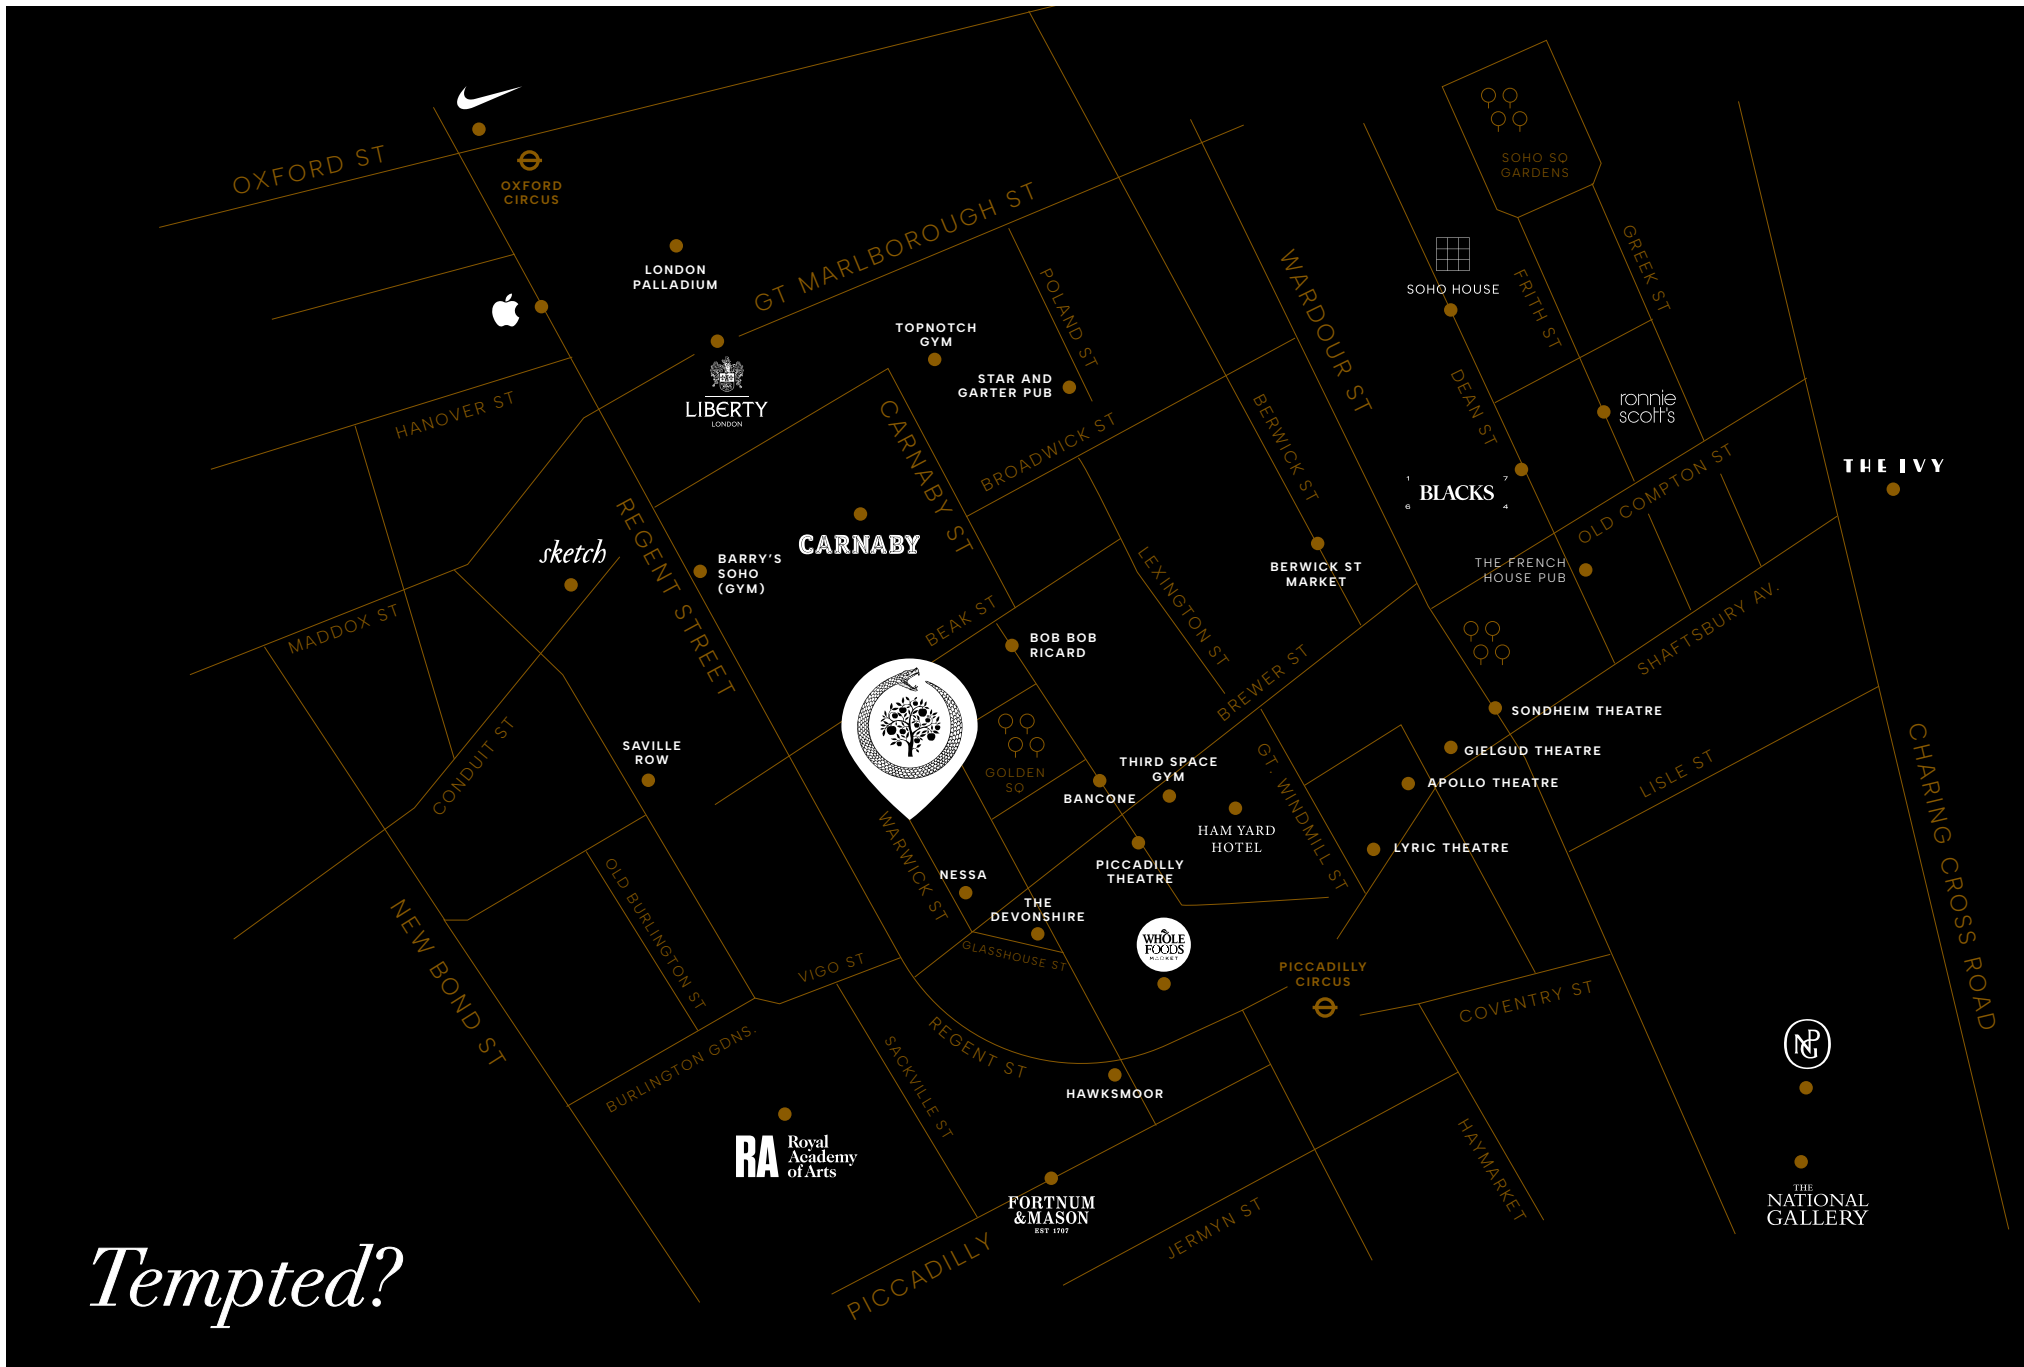 OXFORD ST
OXFORD
CIRCUS
LONDON
PALLADIUM
GT MARLBOROUGH ST
SOHO SQ
GARDENS
GREEK ST
FRITH ST
SOHO HOUSE
WARDOUR ST
POLAND ST
TOPNOTCH
GYM
STAR AND
GARTER PUB
LIBERTY
LONDON
HANOVER ST
CARNABY ST
BROADWICK ST
BERWICK ST
DEAN ST
ronnie
scott's
OLD COMPTON ST
THE IVY
1 7
BLACKS
6 4
REGENT STREET
sketch
BARRY'S
SOHO
(GYM)
CARNABY
LEXINGTON ST
BERWICK ST
MARKET
THE FRENCH
HOUSE PUB
MADDOX ST
BEAK ST
BOB BOB
RICARD
BREWER ST
SHAFTSBURY AV.
SONDHEIM THEATRE
GIELGUD THEATRE
APOLLO THEATRE
LYRIC THEATRE
LISLE ST
CHARING CROSS ROAD
CONDUIT ST
SAVILLE
ROW
GOLDEN
SQ
THIRD SPACE
GYM
BANCONE
GT. WINDMILL ST
HAM YARD
HOTEL
PICCADILLY
THEATRE
WARWICK ST
NESSA
THE
DEVONSHIRE
GLASSHOUSE ST
WHOLE
FOODS
MARKET
PICCADILLY
CIRCUS
COVENTRY ST
OLD BURLINGTON ST
NEW BOND ST
VIGO ST
BURLINGTON GDNS.
REGENT ST
SACKVILLE ST
HAWKSMOOR
HAYMARKET
NPG
RA
Royal
Academy
of Arts
FORTNUM
&MASON
EST 1707
JERMYN ST
PICCADILLY
THE
NATIONAL
GALLERY
Tempted?